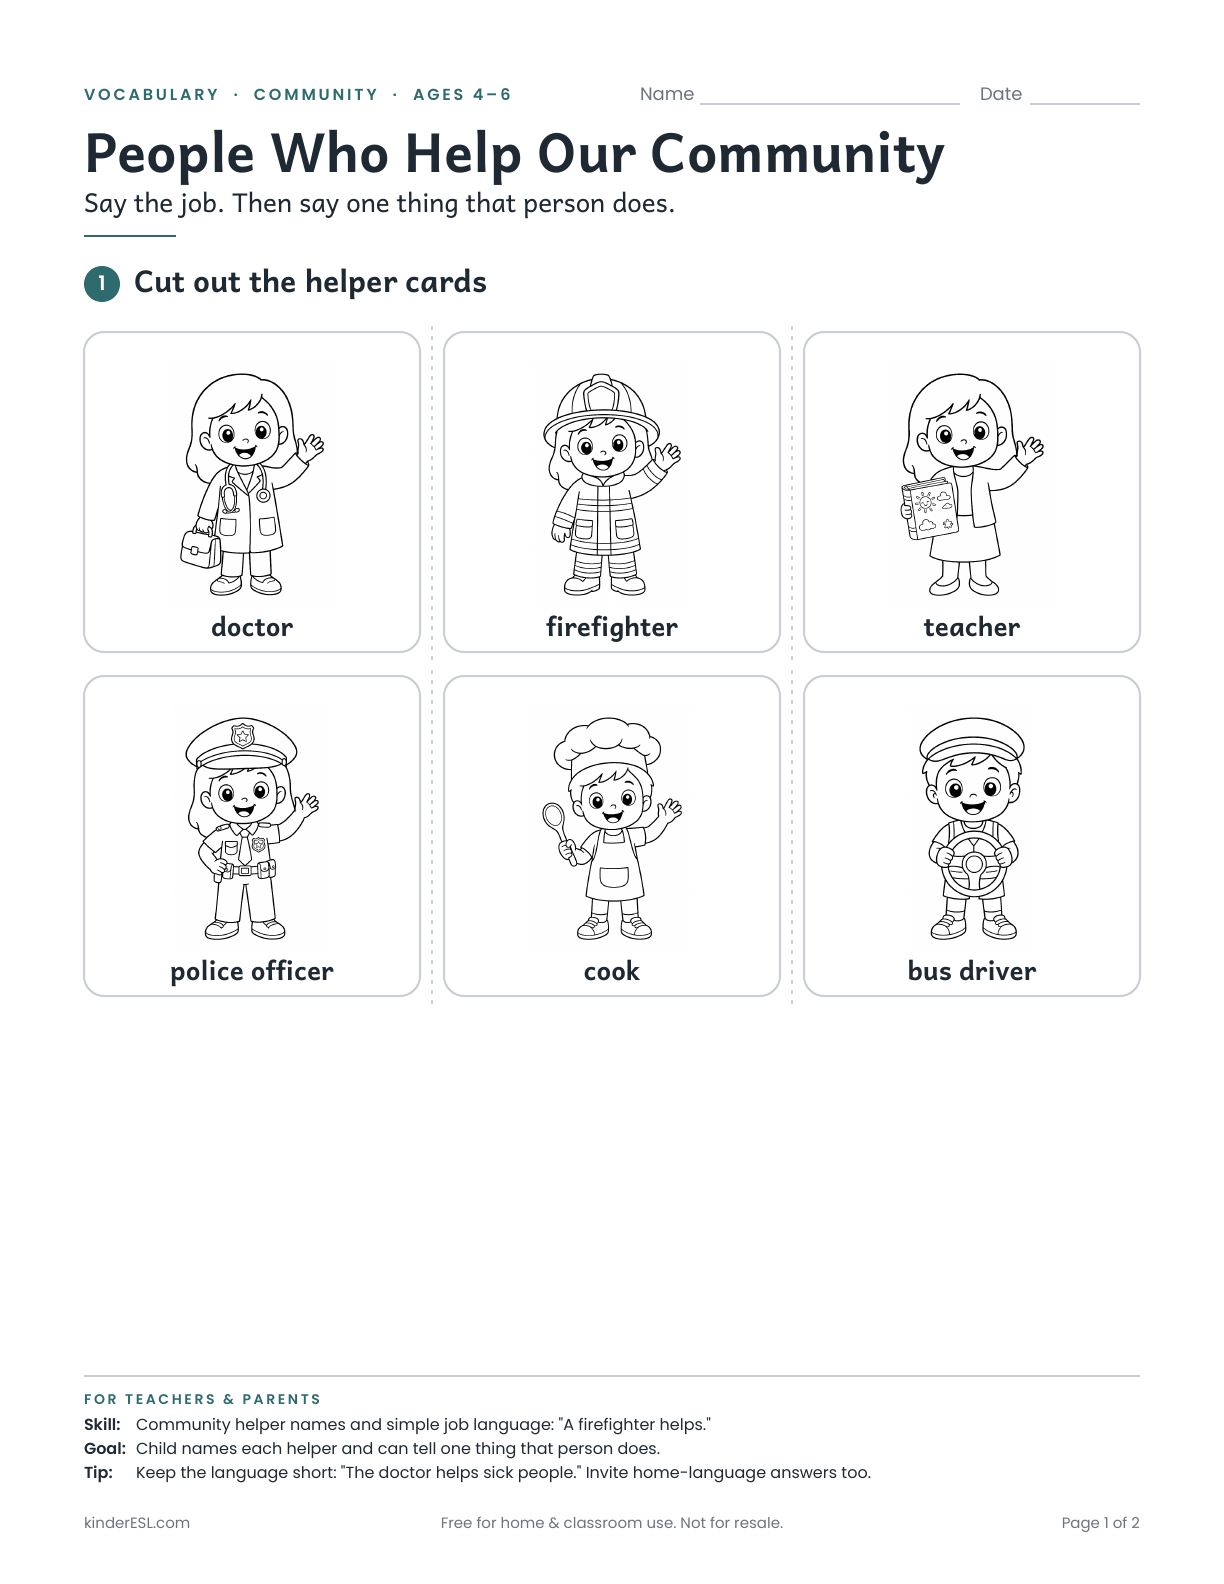 VOCABULARY · COMMUNITY · AGES 4–6
Name
Date
People Who Help Our Community
Say the job. Then say one thing that person does.
1 Cut out the helper cards
doctor
firefighter
teacher
police officer
cook
bus driver
FOR TEACHERS & PARENTS
Skill: Community helper names and simple job language: "A firefighter helps."
Goal: Child names each helper and can tell one thing that person does.
Tip: Keep the language short: "The doctor helps sick people." Invite home-language answers too.
kinderESL.com
Free for home & classroom use. Not for resale.
Page 1 of 2